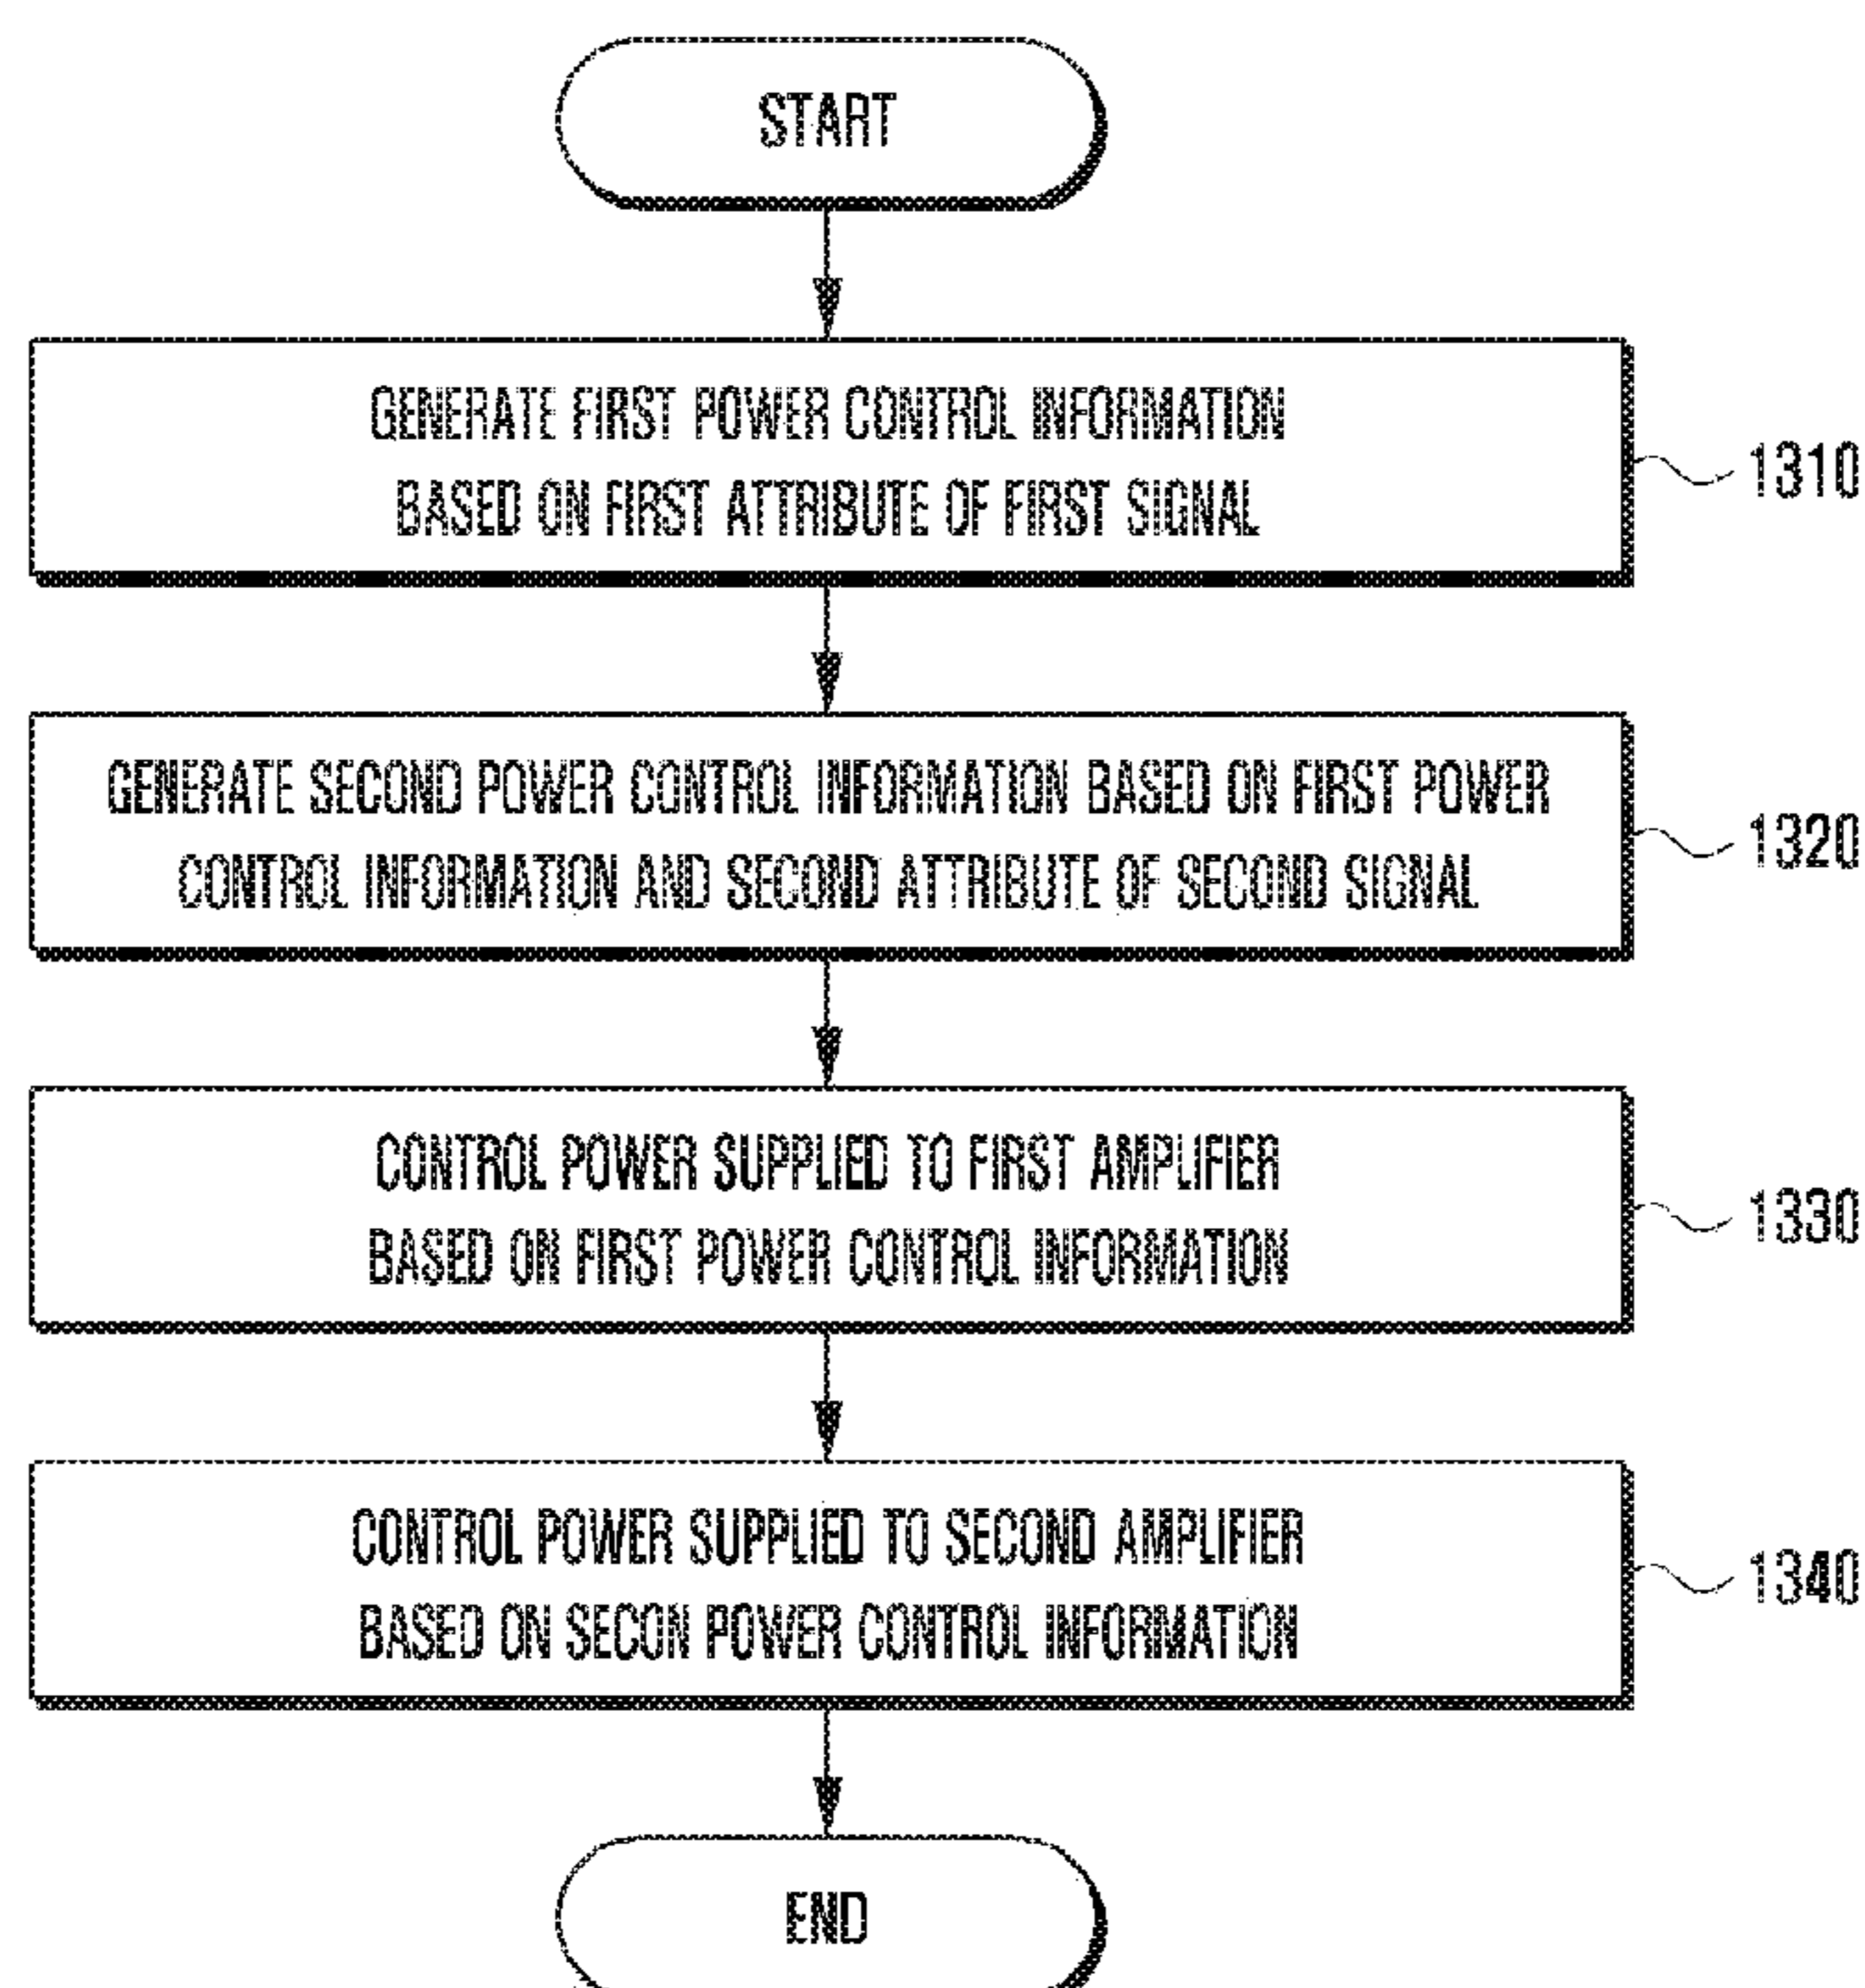 START
GENERATE FIRST POWER CONTROL INFORMATION
BASED ON FIRST ATTRIBUTE OF FIRST SIGNAL
1310
GENERATE SECOND POWER CONTROL INFORMATION BASED ON FIRST POWER
CONTROL INFORMATION AND SECOND ATTRIBUTE OF SECOND SIGNAL
1320
CONTROL POWER SUPPLIED TO FIRST AMPLIFIER
BASED ON FIRST POWER CONTROL INFORMATION
1330
CONTROL POWER SUPPLIED TO SECOND AMPLIFIER
BASED ON SECON POWER CONTROL INFORMATION
1340
END